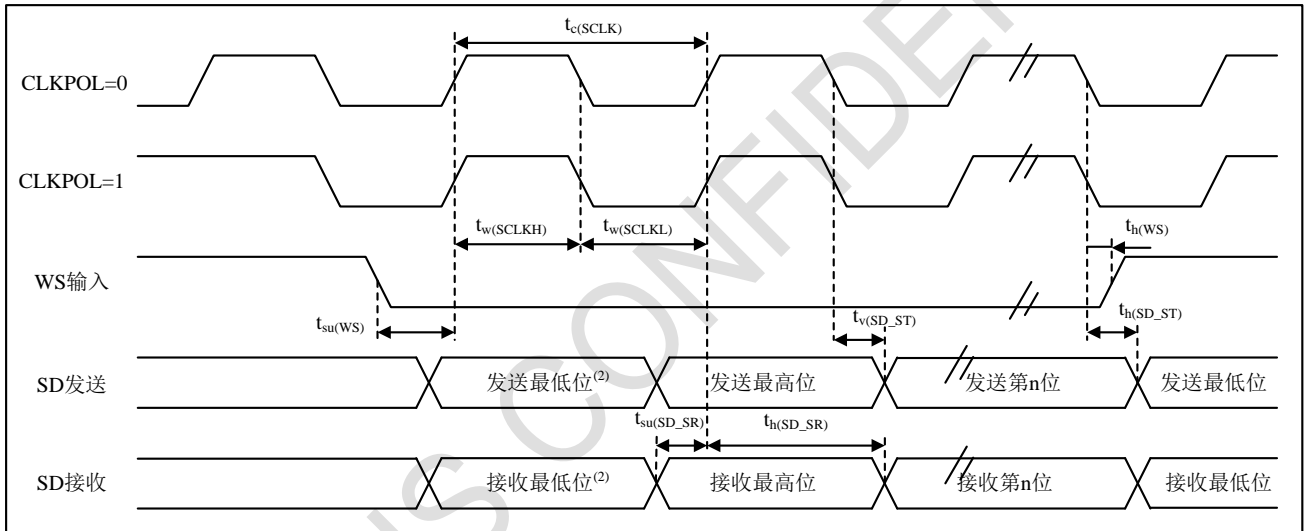 t_c(SCLK)
CLKPOL=0
CLKPOL=1
t_w(SCLKH) t_w(SCLKL)
t_h(WS)
WS输入
t_su(WS)
t_v(SD_ST)
t_h(SD_ST)
SD发送 发送最低位(2) 发送最高位 发送第n位 发送最低位
t_su(SD_SR) t_h(SD_SR)
SD接收 接收最低位(2) 接收最高位 接收第n位 接收最低位
S CONFIDE